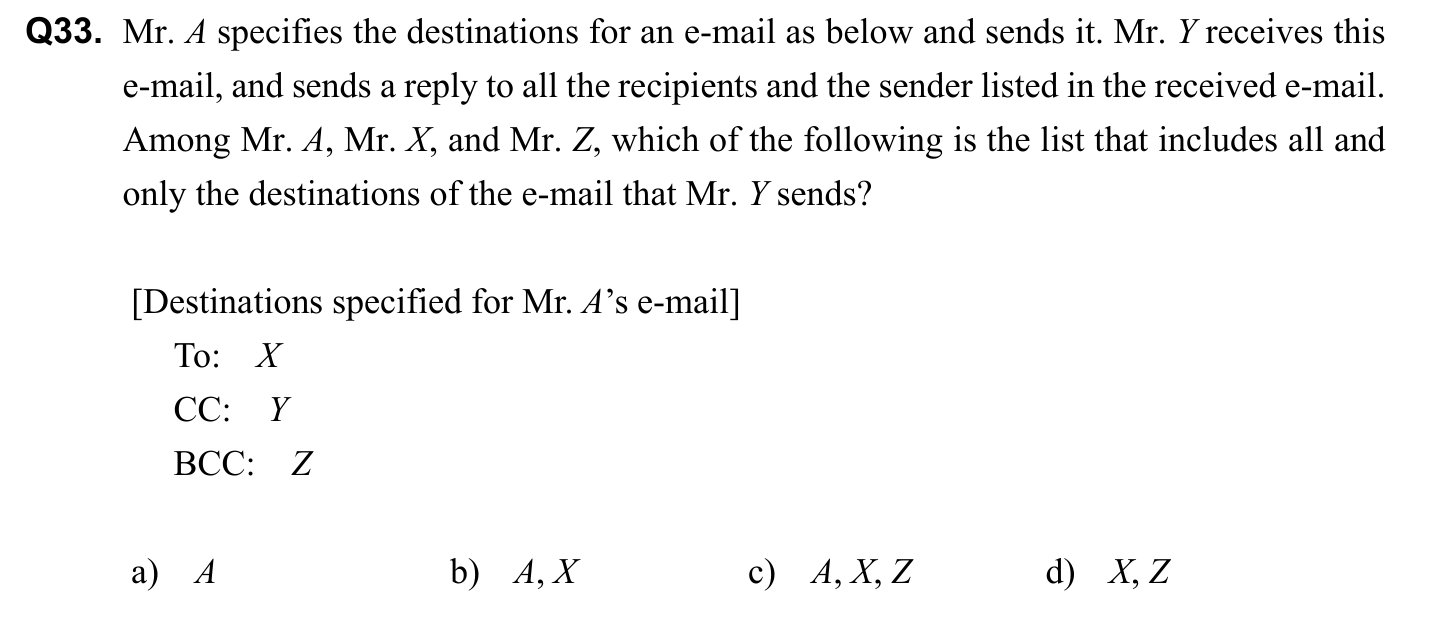 Q33. Mr. A specifies the destinations for an e-mail as below and sends it. Mr. Y receives this
e-mail, and sends a reply to all the recipients and the sender listed in the received e-mail.
Among Mr. A, Mr. X, and Mr. Z, which of the following is the list that includes all and
only the destinations of the e-mail that Mr. Y sends?
[Destinations specified for Mr. A’s e-mail]
To: X
CC: Y
BCC: Z
a) A b) A, X c) A, X, Z d) X, Z